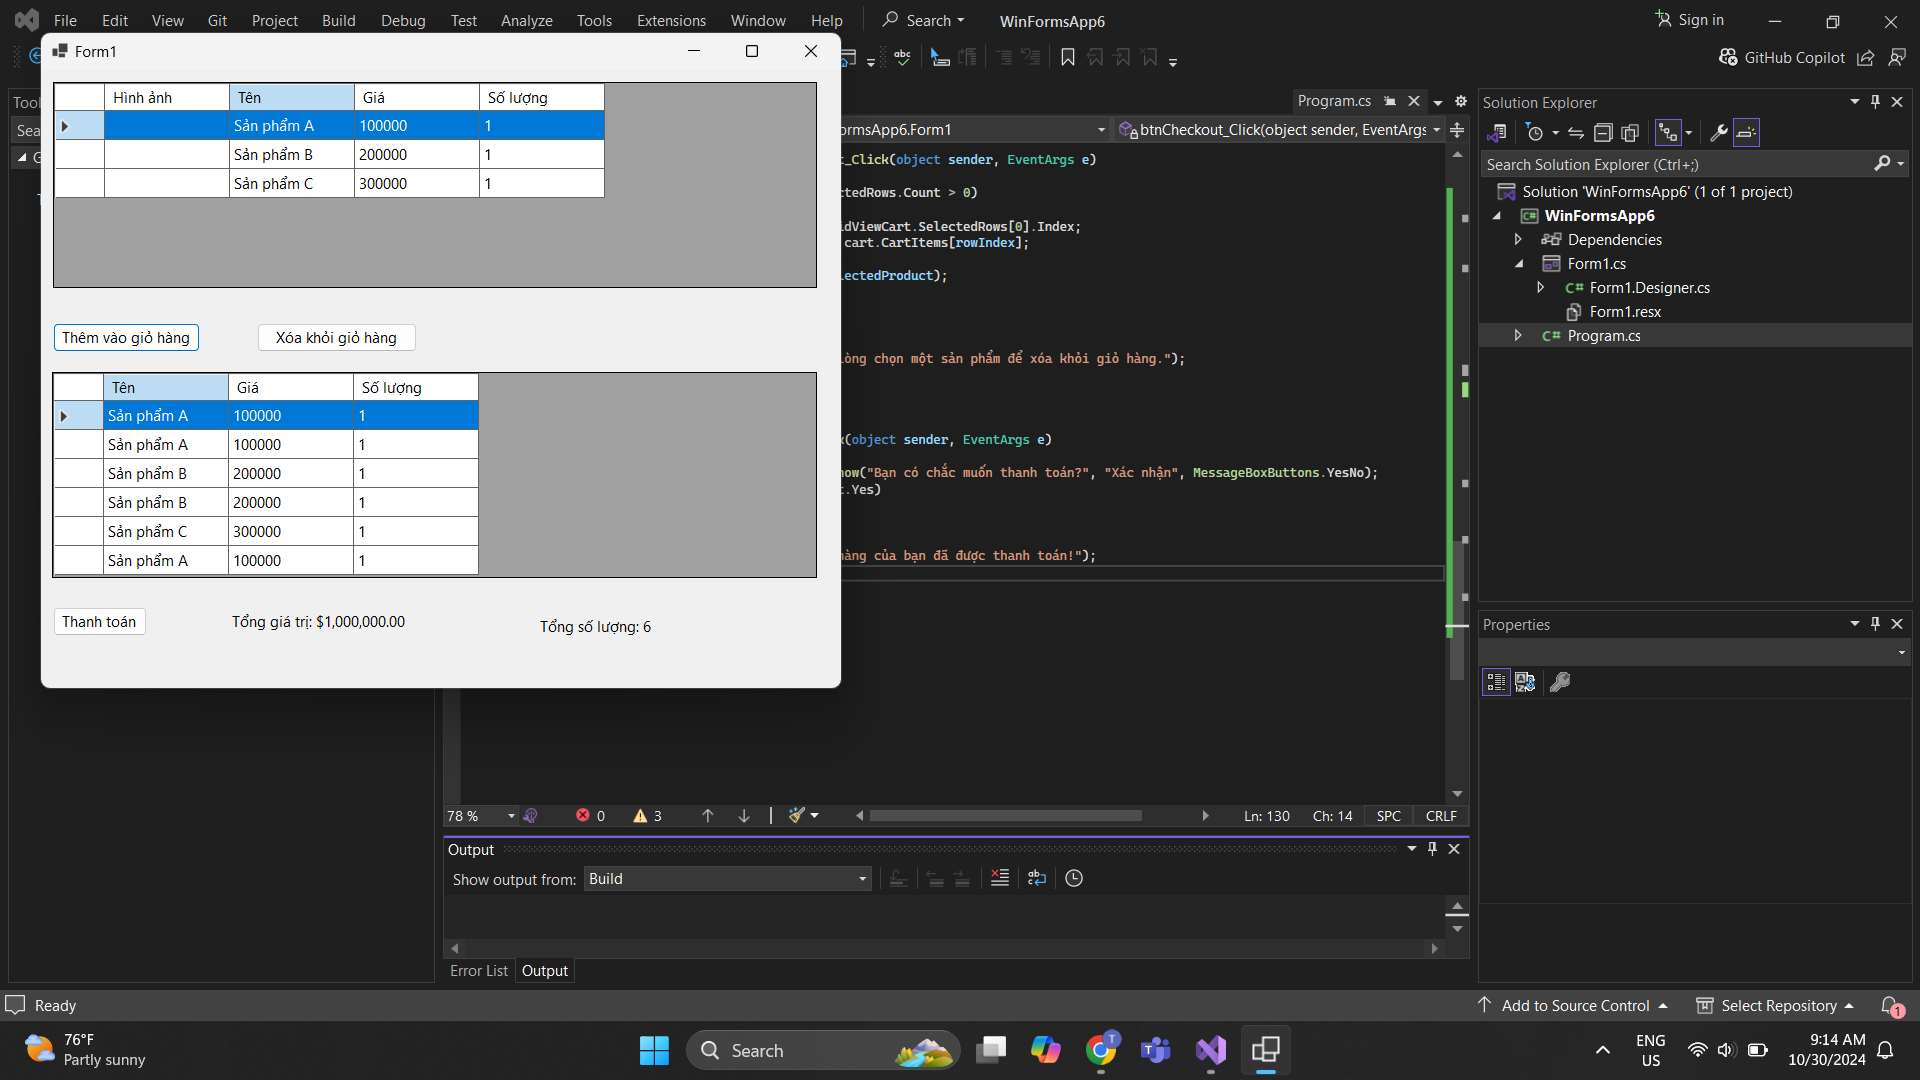 File Edit View Git Project Build Debug Test Analyze Tools Extensions Window Help Search WinFormsApp6 Sign in
GitHub Copilot
Form1
Hình ảnh Tên Giá Số lượng
Sản phẩm A 100000 1
Sản phẩm B 200000 1
Sản phẩm C 300000 1
Thêm vào giỏ hàng Xóa khỏi giỏ hàng
Tên Giá Số lượng
Sản phẩm A 100000 1
Sản phẩm A 100000 1
Sản phẩm B 200000 1
Sản phẩm B 200000 1
Sản phẩm C 300000 1
Sản phẩm A 100000 1
Thanh toán Tổng giá trị: $1,000,000.00 Tổng số lượng: 6
Program.cs
ormsApp6.Form1 btnCheckout_Click(object sender, EventArgs
t_Click(object sender, EventArgs e)
ctedRows.Count > 0)
idViewCart.SelectedRows[0].Index;
cart.CartItems[rowIndex];
lectedProduct);
lòng chọn một sản phẩm để xóa khỏi giỏ hàng.");
k(object sender, EventArgs e)
how("Bạn có chắc muốn thanh toán?", "Xác nhận", MessageBoxButtons.YesNo);
t.Yes)
hàng của bạn đã được thanh toán!");
78 % 0 3 Ln: 130 Ch: 14 SPC CRLF
Output
Show output from: Build
Error List Output
Solution Explorer
Search Solution Explorer (Ctrl+;)
Solution 'WinFormsApp6' (1 of 1 project)
WinFormsApp6
Dependencies
Form1.cs
Form1.Designer.cs
Form1.resx
Program.cs
Properties
Tool
Sea
G
Ready Add to Source Control Select Repository 1
76°F
Partly sunny
Search
ENG
US
9:14 AM
10/30/2024